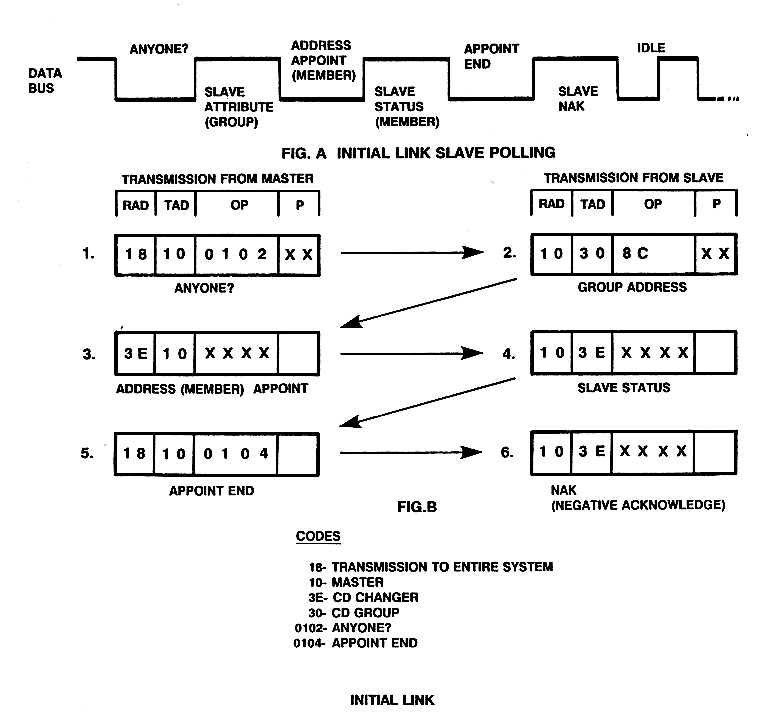 ANYONE?
ADDRESS
APPOINT
(MEMBER)
APPOINT
END
IDLE
DATA
BUS
SLAVE
ATTRIBUTE
(GROUP)
SLAVE
STATUS
(MEMBER)
SLAVE
NAK
FIG. A INITIAL LINK SLAVE POLLING
TRANSMISSION FROM MASTER
TRANSMISSION FROM SLAVE
RAD TAD OP P
RAD TAD OP P
1. 18 10 0102 XX
2. 10 30 8C XX
ANYONE?
GROUP ADDRESS
3. 3E 10 XXXX
4. 10 3E XXXX
ADDRESS (MEMBER) APPOINT
SLAVE STATUS
5. 18 10 0104
6. 10 3E XXXX
APPOINT END
NAK
(NEGATIVE ACKNOWLEDGE)
FIG.B
CODES
18- TRANSMISSION TO ENTIRE SYSTEM
10- MASTER
3E- CD CHANGER
30- CD GROUP
0102- ANYONE?
0104- APPOINT END
INITIAL LINK